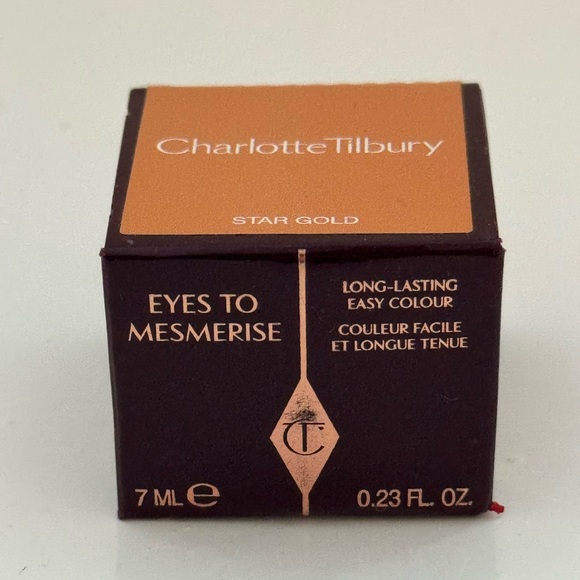 CharlotteTilbury
STAR GOLD
EYES TO
MESMERISE
LONG-LASTING
EASY COLOUR
COULEUR FACILE
ET LONGUE TENUE
CT
7 ML ℮
0.23 FL. OZ.